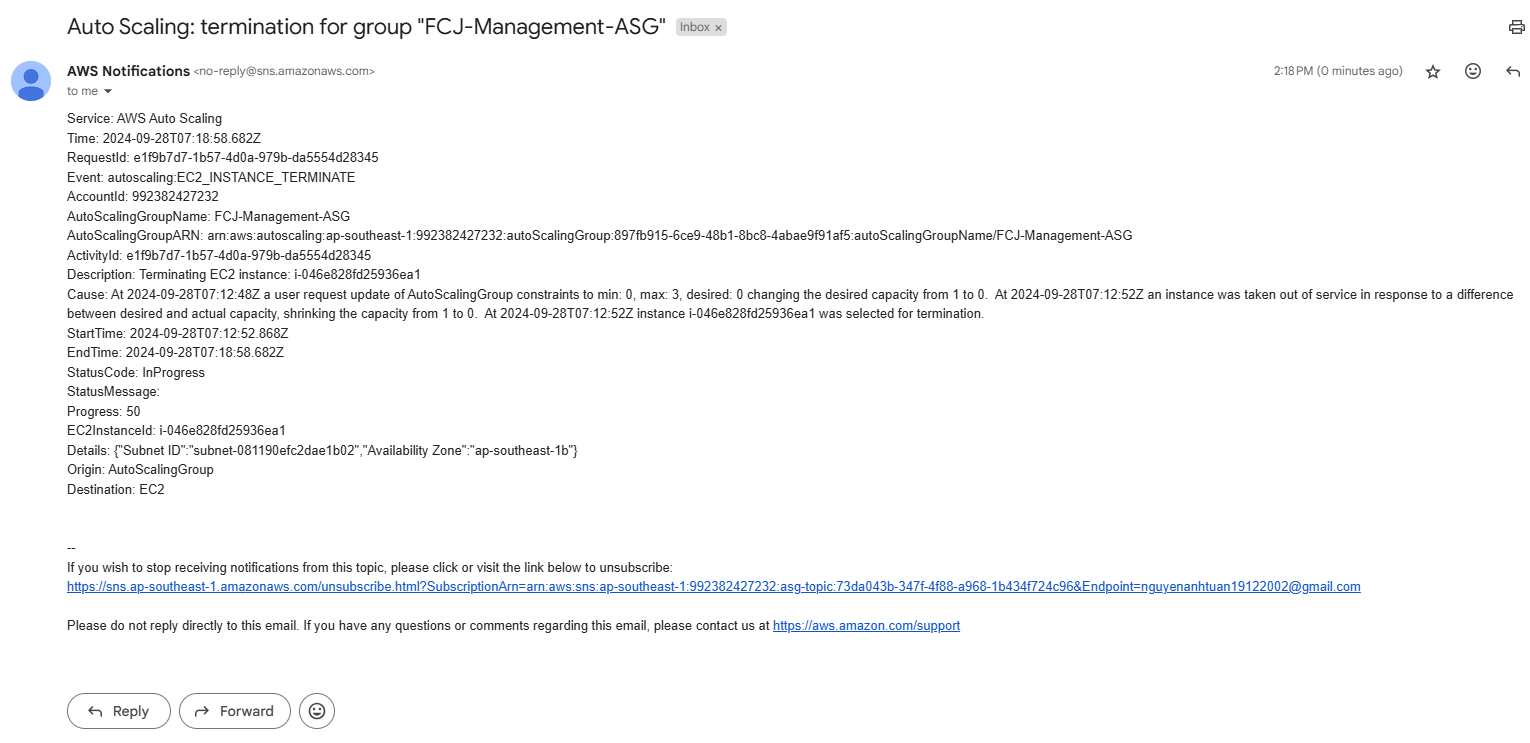 Auto Scaling: termination for group "FCJ-Management-ASG" Inbox ×
AWS Notifications <no-reply@sns.amazonaws.com> 2:18 PM (0 minutes ago)
to me
Service: AWS Auto Scaling
Time: 2024-09-28T07:18:58.682Z
RequestId: e1f9b7d7-1b57-4d0a-979b-da5554d28345
Event: autoscaling:EC2_INSTANCE_TERMINATE
AccountId: 992382427232
AutoScalingGroupName: FCJ-Management-ASG
AutoScalingGroupARN: arn:aws:autoscaling:ap-southeast-1:992382427232:autoScalingGroup:897fb915-6ce9-48b1-8bc8-4abae9f91af5:autoScalingGroupName/FCJ-Management-ASG
ActivityId: e1f9b7d7-1b57-4d0a-979b-da5554d28345
Description: Terminating EC2 instance: i-046e828fd25936ea1
Cause: At 2024-09-28T07:12:48Z a user request update of AutoScalingGroup constraints to min: 0, max: 3, desired: 0 changing the desired capacity from 1 to 0.  At 2024-09-28T07:12:52Z an instance was taken out of service in response to a difference
between desired and actual capacity, shrinking the capacity from 1 to 0.  At 2024-09-28T07:12:52Z instance i-046e828fd25936ea1 was selected for termination.
StartTime: 2024-09-28T07:12:52.868Z
EndTime: 2024-09-28T07:18:58.682Z
StatusCode: InProgress
StatusMessage:
Progress: 50
EC2InstanceId: i-046e828fd25936ea1
Details: {"Subnet ID":"subnet-081190efc2dae1b02","Availability Zone":"ap-southeast-1b"}
Origin: AutoScalingGroup
Destination: EC2
--
If you wish to stop receiving notifications from this topic, please click or visit the link below to unsubscribe:
https://sns.ap-southeast-1.amazonaws.com/unsubscribe.html?SubscriptionArn=arn:aws:sns:ap-southeast-1:992382427232:asg-topic:73da043b-347f-4f88-a968-1b434f724c96&Endpoint=nguyenanhtuan19122002@gmail.com
Please do not reply directly to this email. If you have any questions or comments regarding this email, please contact us at https://aws.amazon.com/support
Reply Forward